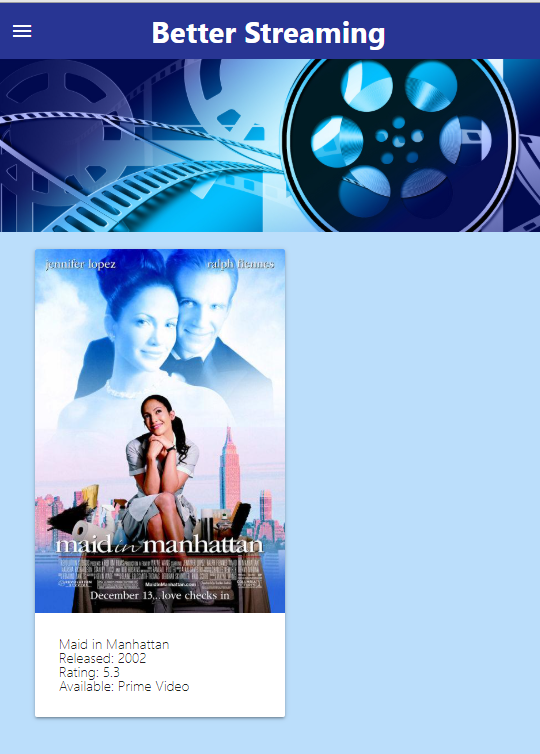 Better Streaming
jennifer lopez
ralph fiennes
maid in manhattan
December 13...love checks in
Maid in Manhattan
Released: 2002
Rating: 5.3
Available: Prime Video